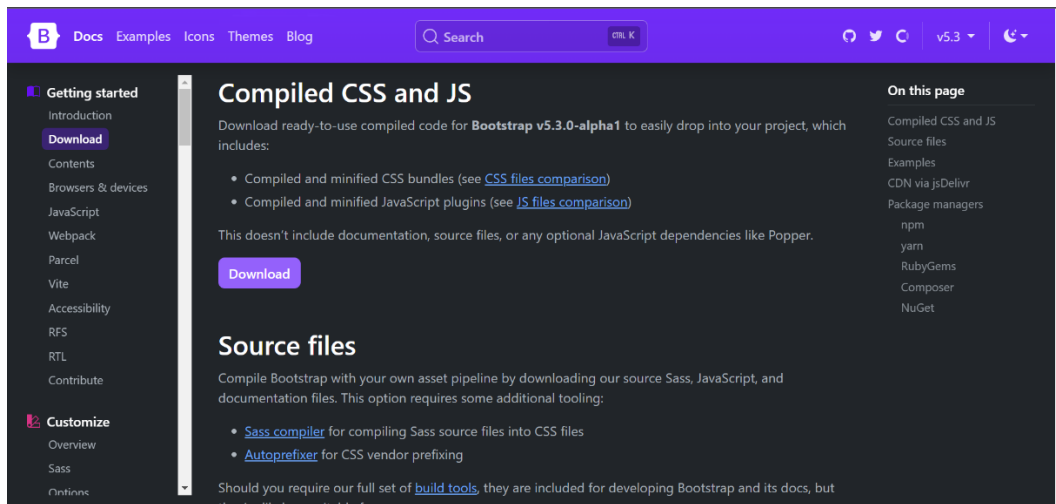 B Docs Examples Icons Themes Blog Search CTRL K v5.3
Getting started
Introduction
Download
Contents
Browsers & devices
JavaScript
Webpack
Parcel
Vite
Accessibility
RFS
RTL
Contribute
Customize
Overview
Sass
Options
Compiled CSS and JS
Download ready-to-use compiled code for Bootstrap v5.3.0-alpha1 to easily drop into your project, which
includes:
• Compiled and minified CSS bundles (see CSS files comparison)
• Compiled and minified JavaScript plugins (see JS files comparison)
This doesn't include documentation, source files, or any optional JavaScript dependencies like Popper.
Download
Source files
Compile Bootstrap with your own asset pipeline by downloading our source Sass, JavaScript, and
documentation files. This option requires some additional tooling:
• Sass compiler for compiling Sass source files into CSS files
• Autoprefixer for CSS vendor prefixing
Should you require our full set of build tools, they are included for developing Bootstrap and its docs, but
On this page
Compiled CSS and JS
Source files
Examples
CDN via jsDelivr
Package managers
npm
yarn
RubyGems
Composer
NuGet